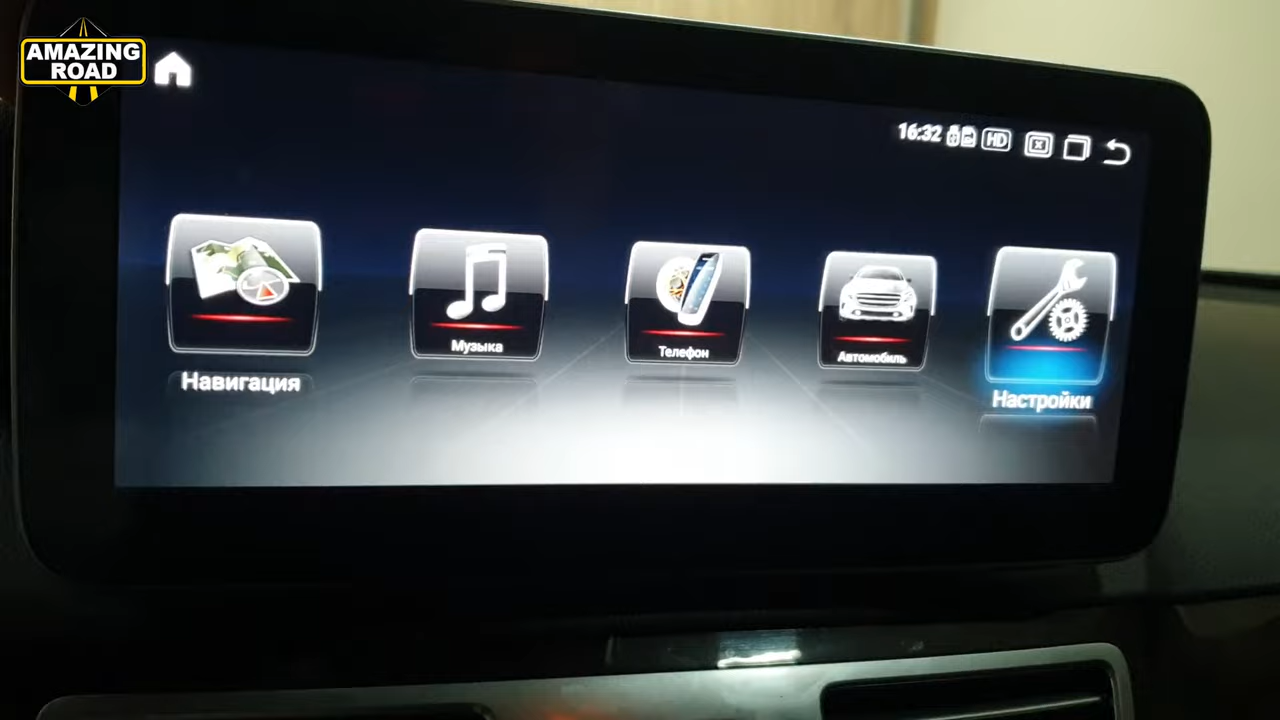 AMAZING
ROAD
16:32
HD
Навигация
Музыка
Телефон
Автомобиль
Настройки